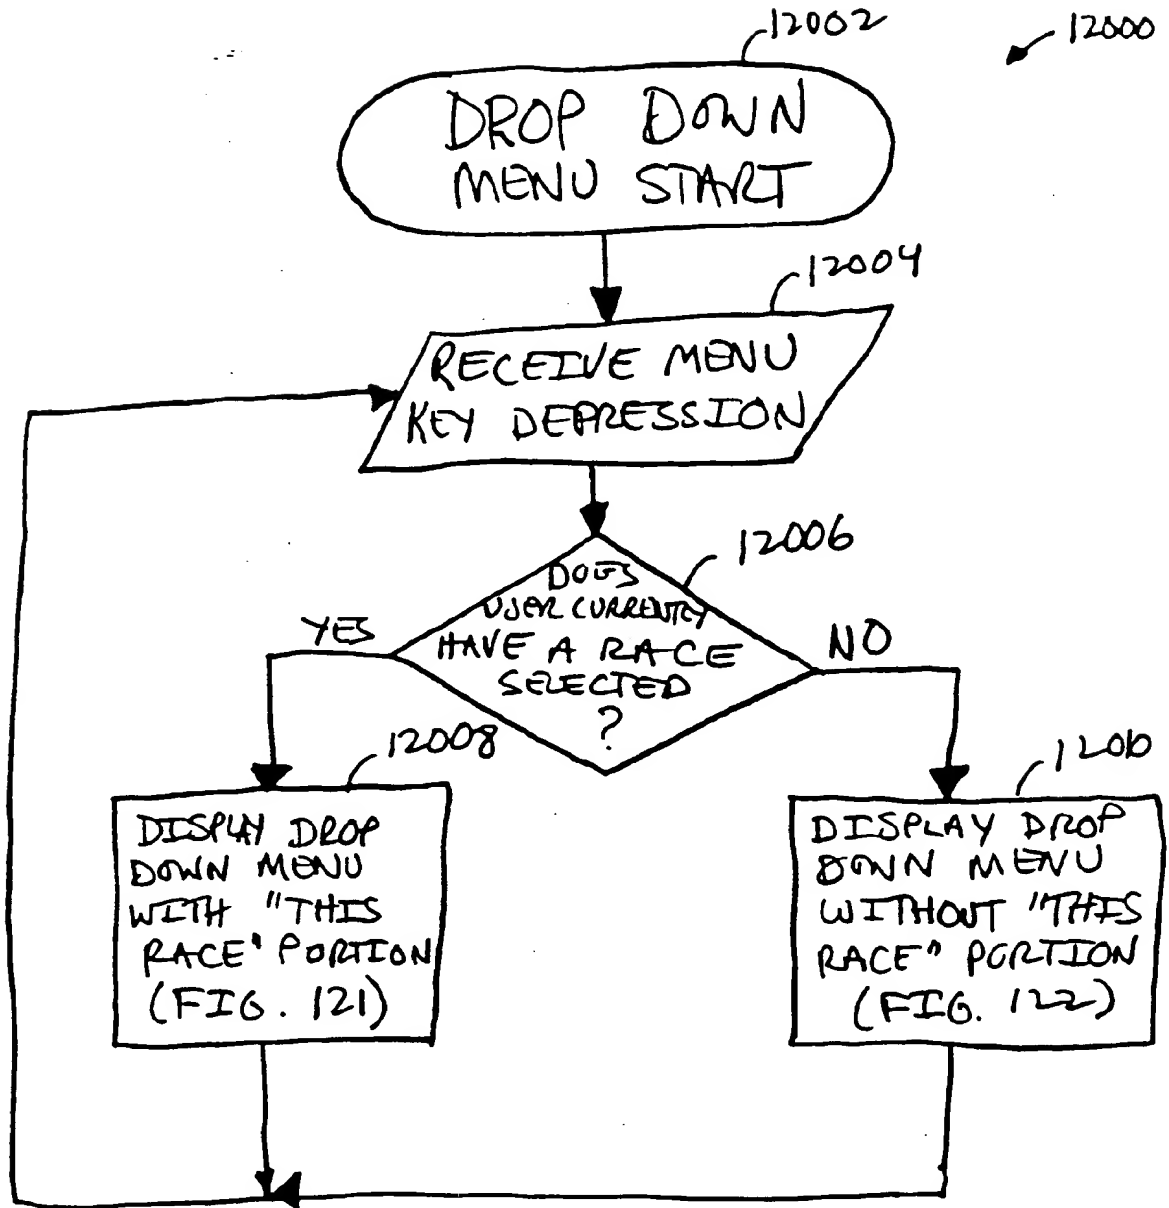 12002
12000
DROP DOWN
MENU START
12004
RECEIVE MENU
KEY DEPRESSION
12006
DOES
USER CURRENTLY
HAVE A RACE
SELECTED
?
YES
NO
12008
DISPLAY DROP
DOWN MENU
WITH "THIS
RACE" PORTION
(FIG. 121)
12010
DISPLAY DROP
DOWN MENU
WITHOUT "THIS
RACE" PORTION
(FIG. 122)